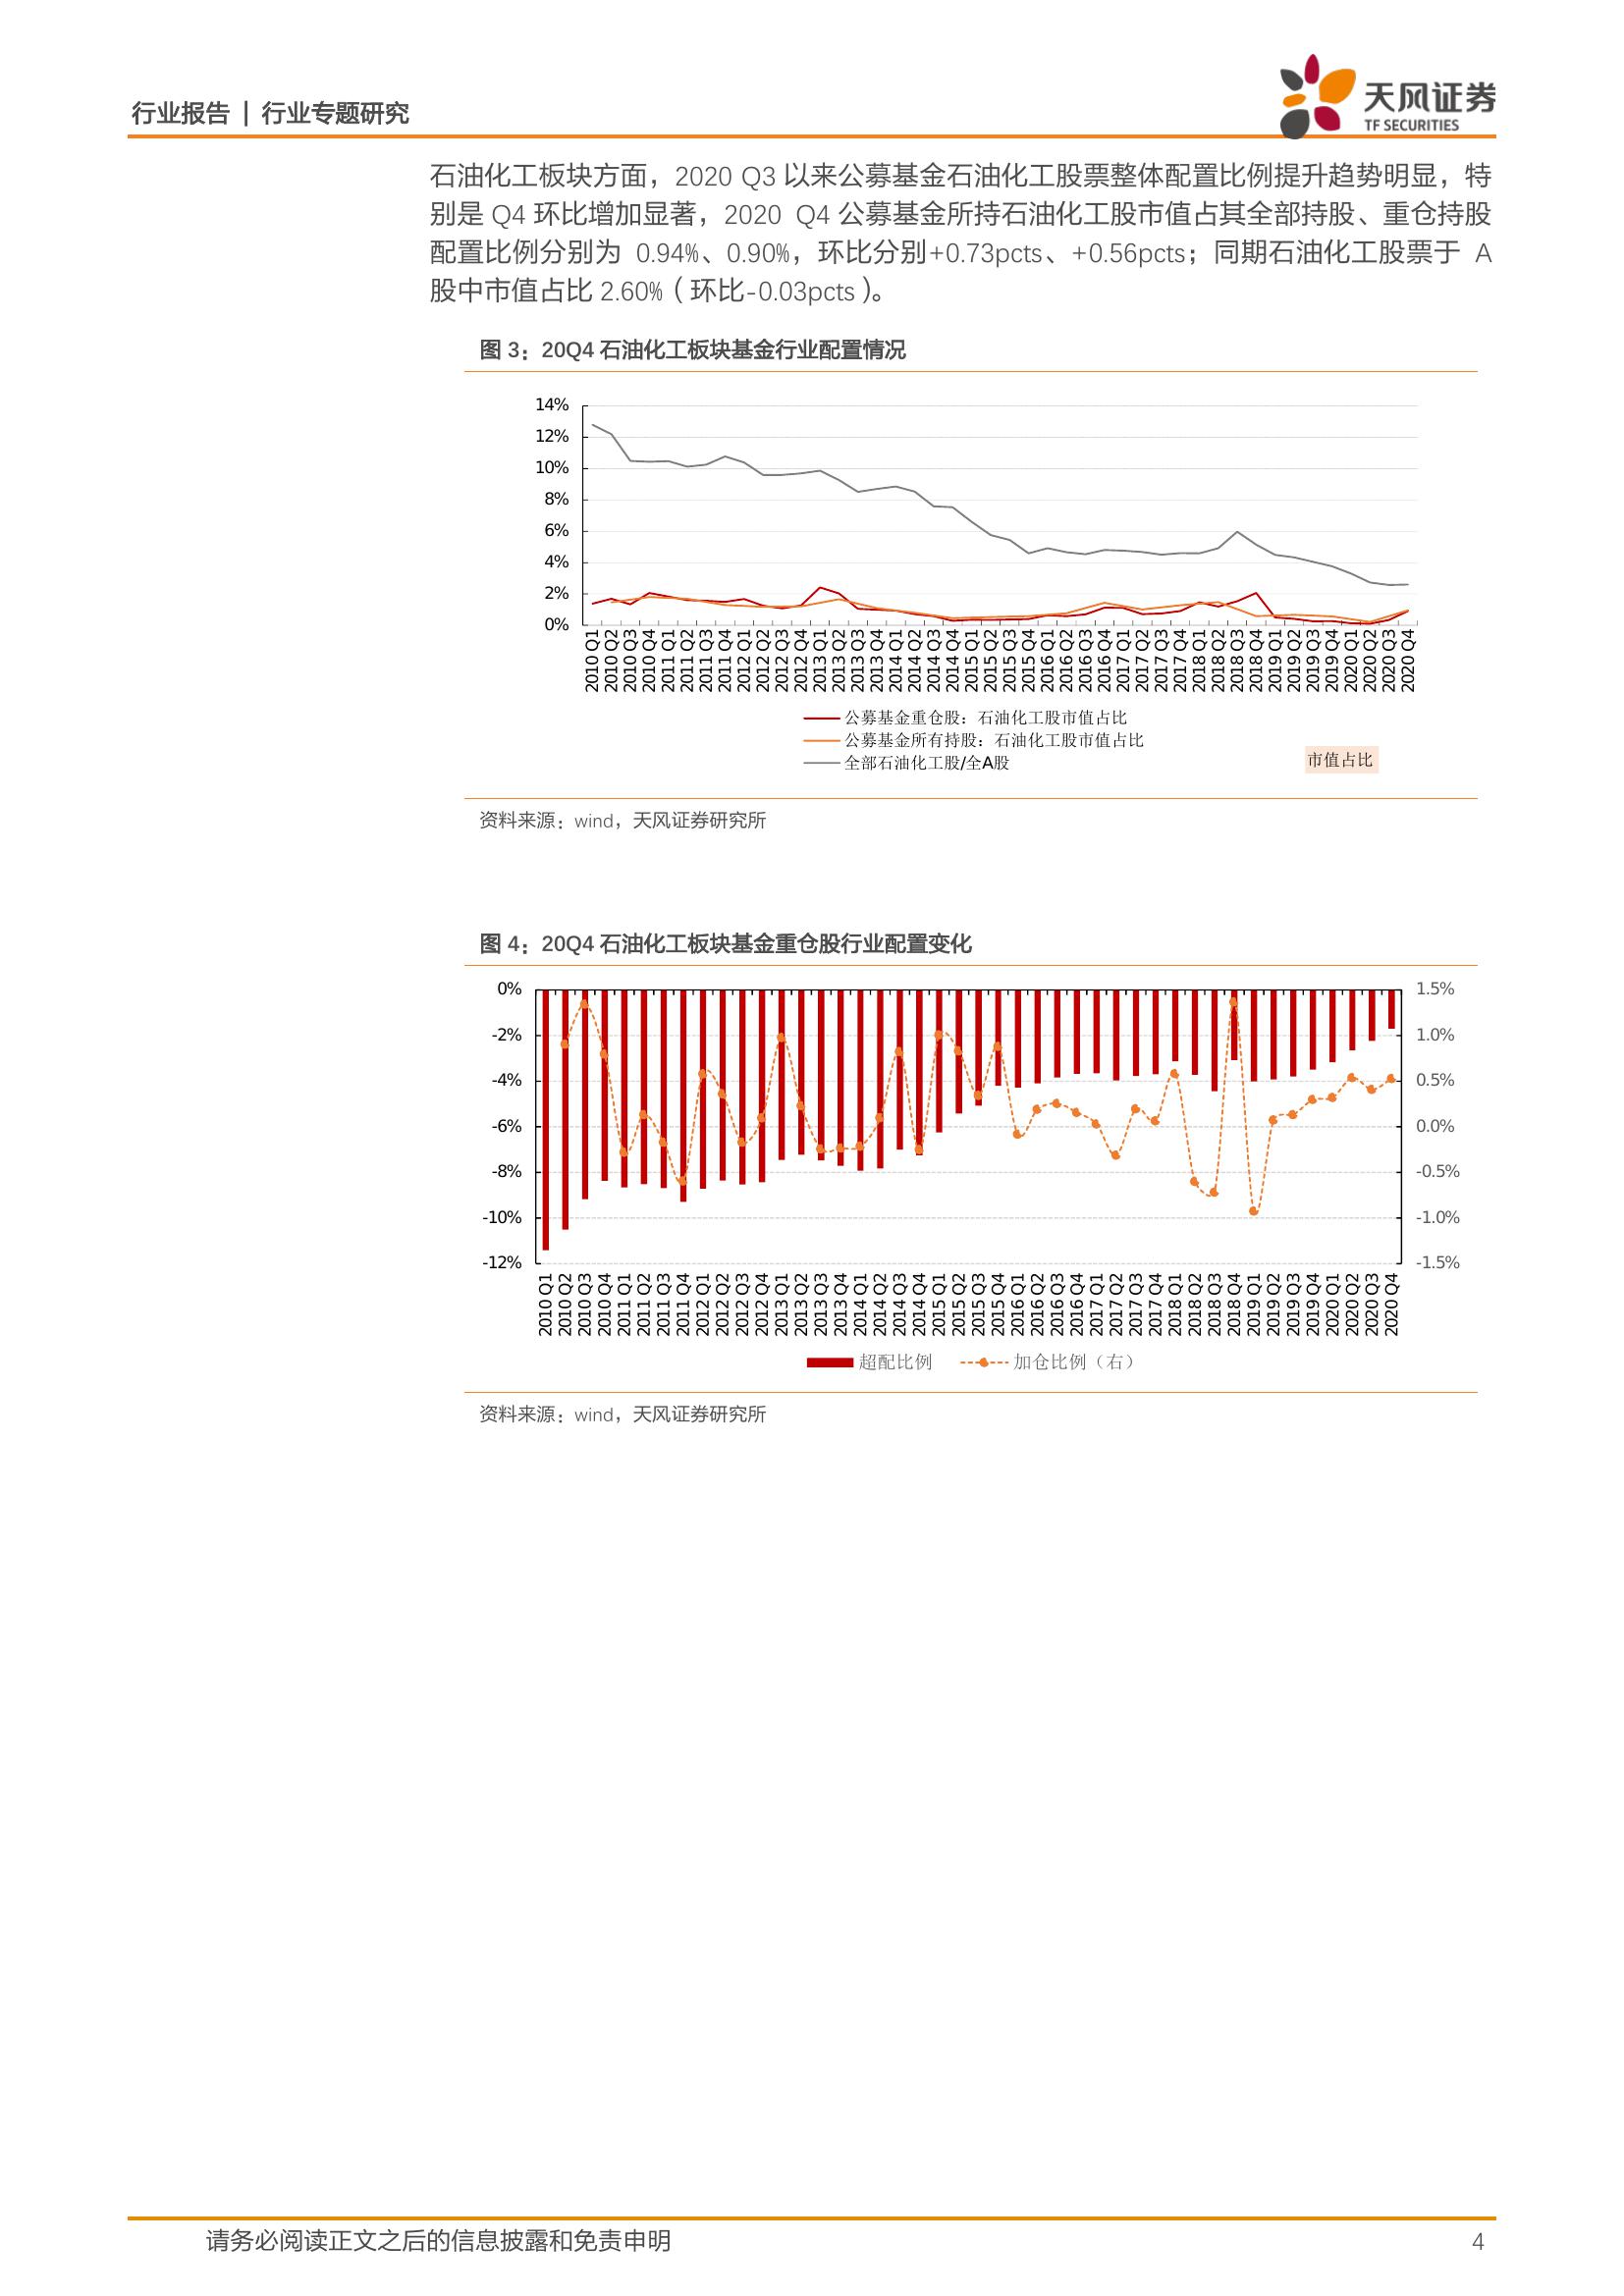 行业报告 | 行业专题研究
天风证券
TF SECURITIES
石油化工板块方面，2020 Q3 以来公募基金石油化工股票整体配置比例提升趋势明显，特
别是 Q4 环比增加显著，2020 Q4 公募基金所持石油化工股市值占其全部持股、重仓持股
配置比例分别为 0.94%、0.90%，环比分别+0.73pcts、+0.56pcts；同期石油化工股票于 A
股中市值占比 2.60%（环比-0.03pcts）。
图 3：20Q4 石油化工板块基金行业配置情况
14%
12%
10%
8%
6%
4%
2%
0%
2010 Q1 2010 Q2 2010 Q3 2010 Q4 2011 Q1 2011 Q2 2011 Q3 2011 Q4 2012 Q1 2012 Q2 2012 Q3 2012 Q4 2013 Q1 2013 Q2 2013 Q3 2013 Q4 2014 Q1 2014 Q2 2014 Q3 2014 Q4 2015 Q1 2015 Q2 2015 Q3 2015 Q4 2016 Q1 2016 Q2 2016 Q3 2016 Q4 2017 Q1 2017 Q2 2017 Q3 2017 Q4 2018 Q1 2018 Q2 2018 Q3 2018 Q4 2019 Q1 2019 Q2 2019 Q3 2019 Q4 2020 Q1 2020 Q2 2020 Q3 2020 Q4
公募基金重仓股：石油化工股市值占比
公募基金所有持股：石油化工股市值占比
全部石油化工股/全A股
市值占比
资料来源：wind，天风证券研究所
图 4：20Q4 石油化工板块基金重仓股行业配置变化
0% 1.5%
-2% 1.0%
-4% 0.5%
-6% 0.0%
-8% -0.5%
-10% -1.0%
-12% -1.5%
2010 Q1 2010 Q2 2010 Q3 2010 Q4 2011 Q1 2011 Q2 2011 Q3 2011 Q4 2012 Q1 2012 Q2 2012 Q3 2012 Q4 2013 Q1 2013 Q2 2013 Q3 2013 Q4 2014 Q1 2014 Q2 2014 Q3 2014 Q4 2015 Q1 2015 Q2 2015 Q3 2015 Q4 2016 Q1 2016 Q2 2016 Q3 2016 Q4 2017 Q1 2017 Q2 2017 Q3 2017 Q4 2018 Q1 2018 Q2 2018 Q3 2018 Q4 2019 Q1 2019 Q2 2019 Q3 2019 Q4 2020 Q1 2020 Q2 2020 Q3 2020 Q4
超配比例 加仓比例（右）
资料来源：wind，天风证券研究所
请务必阅读正文之后的信息披露和免责申明 4